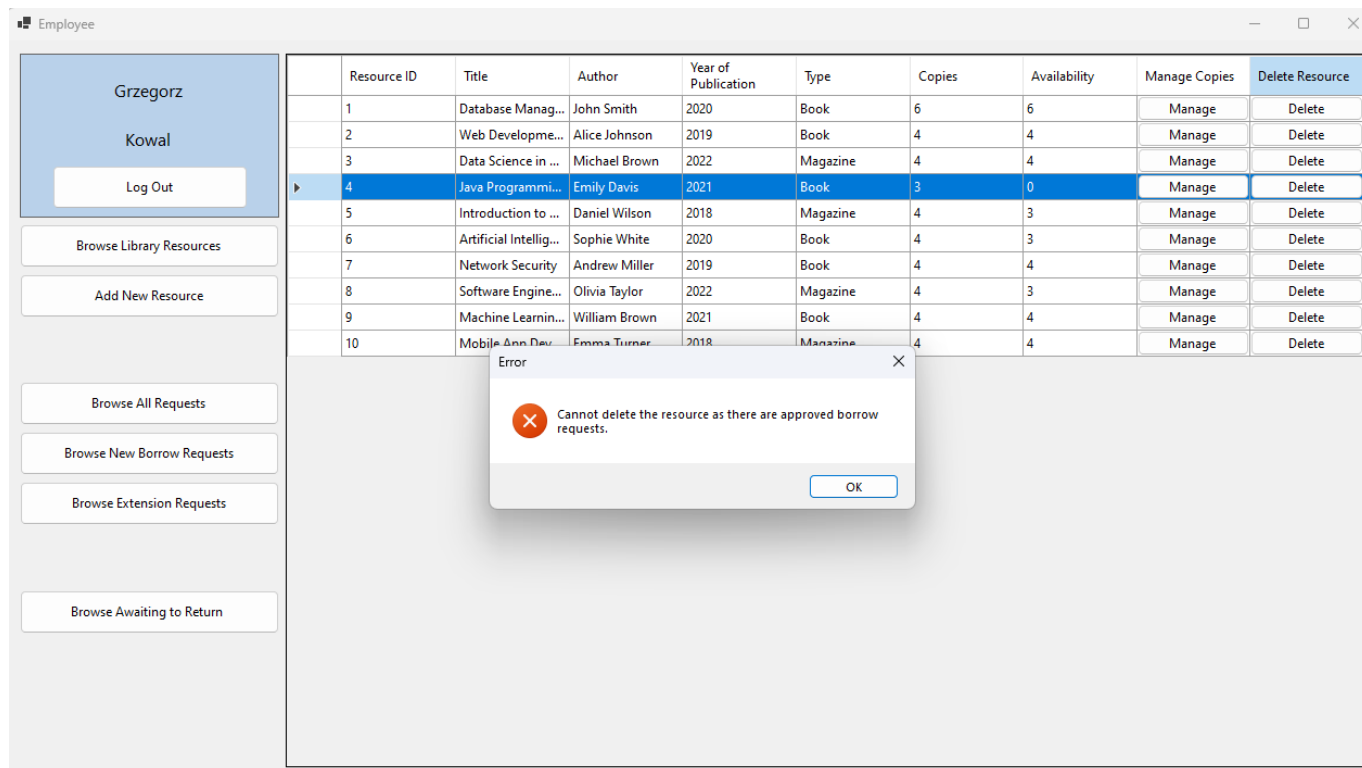 Employee
Grzegorz
Kowal
Log Out
Browse Library Resources
Add New Resource
Browse All Requests
Browse New Borrow Requests
Browse Extension Requests
Browse Awaiting to Return
Resource ID Title Author Year of Publication Type Copies Availability Manage Copies Delete Resource
1 Database Manag... John Smith 2020 Book 6 6 Manage Delete
2 Web Developme... Alice Johnson 2019 Book 4 4 Manage Delete
3 Data Science in ... Michael Brown 2022 Magazine 4 4 Manage Delete
4 Java Programmi... Emily Davis 2021 Book 3 0 Manage Delete
5 Introduction to ... Daniel Wilson 2018 Magazine 4 3 Manage Delete
6 Artificial Intellig... Sophie White 2020 Book 4 3 Manage Delete
7 Network Security Andrew Miller 2019 Book 4 4 Manage Delete
8 Software Engine... Olivia Taylor 2022 Magazine 4 3 Manage Delete
9 Machine Learnin... William Brown 2021 Book 4 4 Manage Delete
10 Mobile App Dev... Emma Turner 2018 Magazine 4 4 Manage Delete
Error
Cannot delete the resource as there are approved borrow
requests.
OK